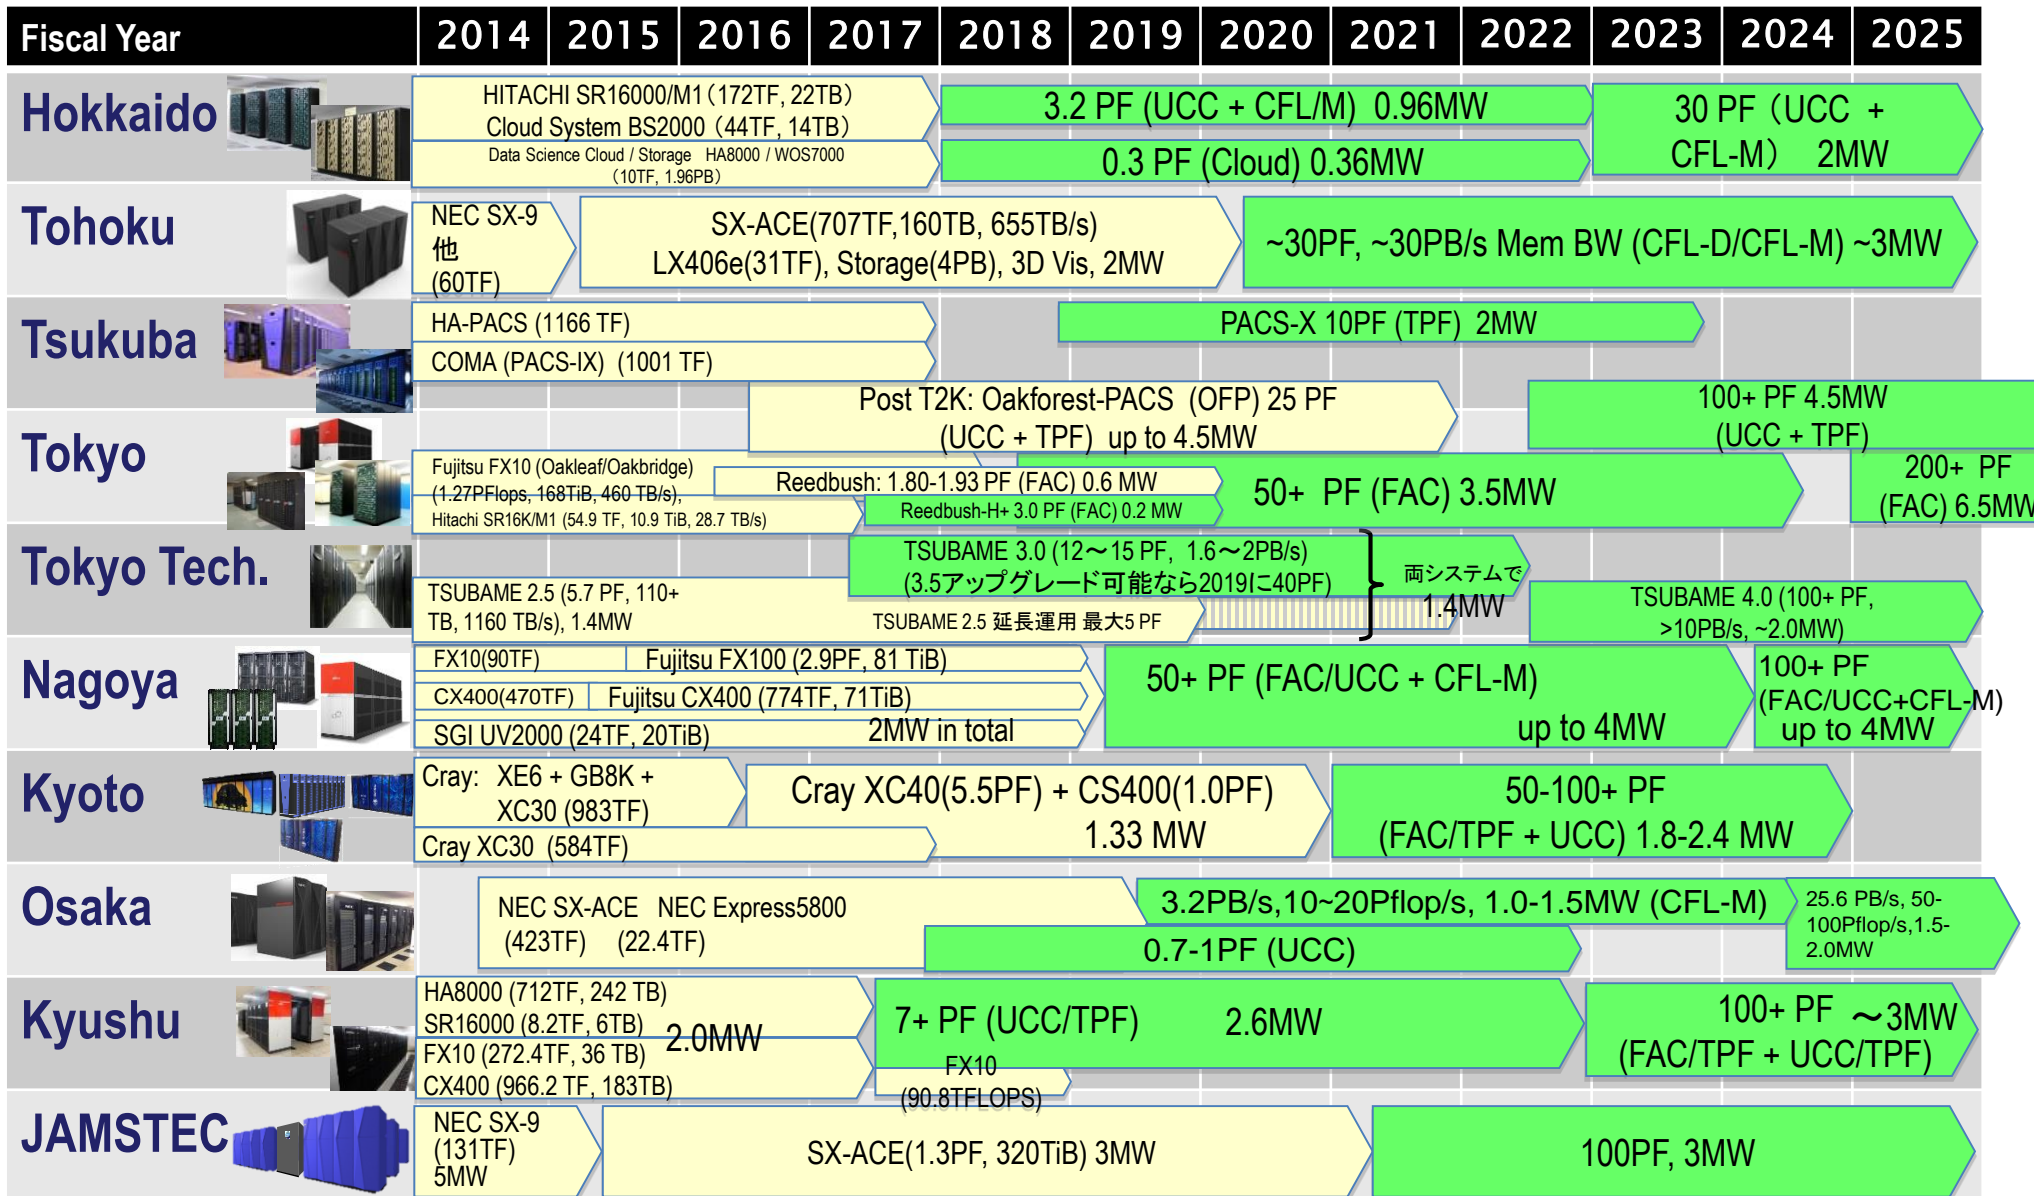 Fiscal Year 2014 2015 2016 2017 2018 2019 2020 2021 2022 2023 2024 2025
Hokkaido
HITACHI SR16000/M1（172TF, 22TB）
Cloud System BS2000 （44TF, 14TB）
Data Science Cloud / Storage HA8000 / WOS7000
（10TF, 1.96PB）
3.2 PF (UCC + CFL/M) 0.96MW
0.3 PF (Cloud) 0.36MW
30 PF （UCC +
CFL-M） 2MW
Tohoku
NEC SX-9
他
(60TF)
SX-ACE(707TF,160TB, 655TB/s)
LX406e(31TF), Storage(4PB), 3D Vis, 2MW
~30PF, ~30PB/s Mem BW (CFL-D/CFL-M) ~3MW
Tsukuba
HA-PACS (1166 TF)
COMA (PACS-IX) (1001 TF)
PACS-X 10PF (TPF) 2MW
Post T2K: Oakforest-PACS (OFP) 25 PF
(UCC + TPF) up to 4.5MW
100+ PF 4.5MW
(UCC + TPF)
Tokyo
Fujitsu FX10 (Oakleaf/Oakbridge)
(1.27PFlops, 168TiB, 460 TB/s),
Hitachi SR16K/M1 (54.9 TF, 10.9 TiB, 28.7 TB/s)
Reedbush: 1.80-1.93 PF (FAC) 0.6 MW
Reedbush-H+ 3.0 PF (FAC) 0.2 MW
50+ PF (FAC) 3.5MW
200+ PF
(FAC) 6.5MW
Tokyo Tech.
TSUBAME 3.0 (12～15 PF, 1.6～2PB/s)
(3.5アップグレード可能なら2019に40PF)
両システムで
1.4MW
TSUBAME 2.5 (5.7 PF, 110+
TB, 1160 TB/s), 1.4MW
TSUBAME 2.5 延長運用 最大5 PF
TSUBAME 4.0 (100+ PF,
>10PB/s, ~2.0MW)
Nagoya
FX10(90TF)
Fujitsu FX100 (2.9PF, 81 TiB)
CX400(470TF)
Fujitsu CX400 (774TF, 71TiB)
SGI UV2000 (24TF, 20TiB)
2MW in total
50+ PF (FAC/UCC + CFL-M)
up to 4MW
100+ PF
(FAC/UCC+CFL-M)
up to 4MW
Kyoto
Cray: XE6 + GB8K +
XC30 (983TF)
Cray XC30 (584TF)
Cray XC40(5.5PF) + CS400(1.0PF)
1.33 MW
50-100+ PF
(FAC/TPF + UCC) 1.8-2.4 MW
Osaka
NEC SX-ACE NEC Express5800
(423TF) (22.4TF)
3.2PB/s,10~20Pflop/s, 1.0-1.5MW (CFL-M)
0.7-1PF (UCC)
25.6 PB/s, 50-
100Pflop/s,1.5-
2.0MW
Kyushu
HA8000 (712TF, 242 TB)
SR16000 (8.2TF, 6TB)
2.0MW
FX10 (272.4TF, 36 TB)
CX400 (966.2 TF, 183TB)
7+ PF (UCC/TPF) 2.6MW
FX10
(90.8TFLOPS)
100+ PF ～3MW
(FAC/TPF + UCC/TPF)
JAMSTEC
NEC SX-9
(131TF)
5MW
SX-ACE(1.3PF, 320TiB) 3MW
100PF, 3MW